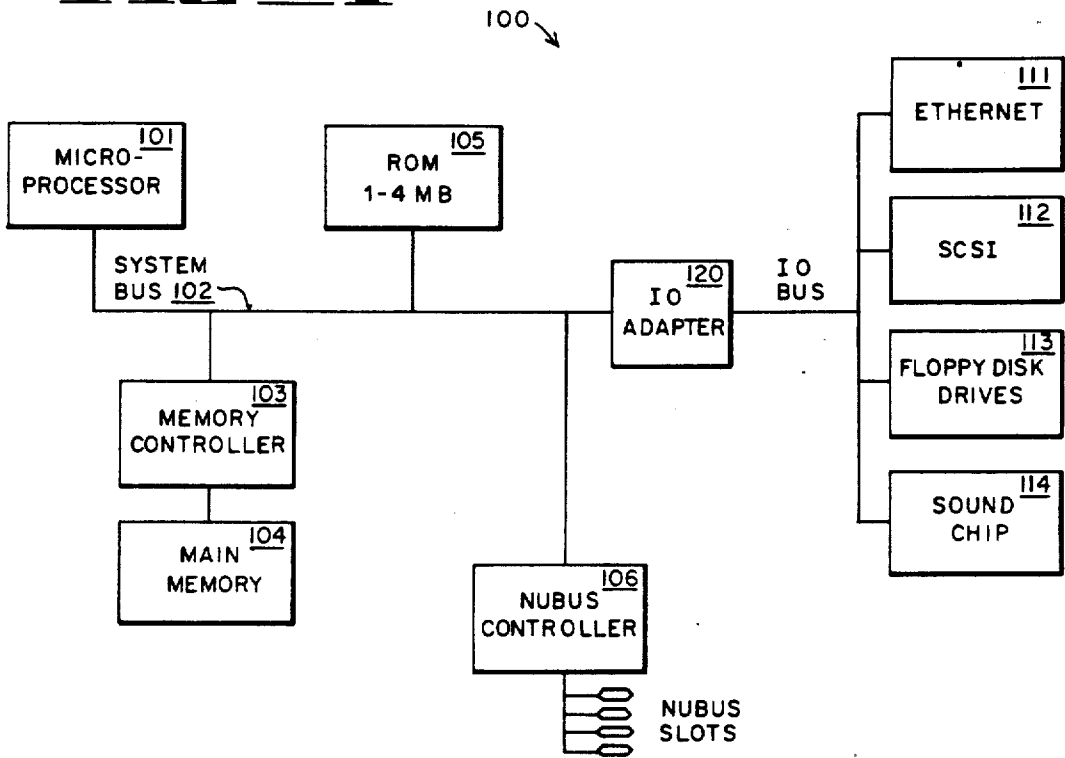 100
101
MICRO-
PROCESSOR
105
ROM
1-4 MB
111
ETHERNET
112
SCSI
SYSTEM
BUS 102
120
IO
ADAPTER
IO
BUS
113
FLOPPY DISK
DRIVES
103
MEMORY
CONTROLLER
114
SOUND
CHIP
104
MAIN
MEMORY
106
NUBUS
CONTROLLER
NUBUS
SLOTS